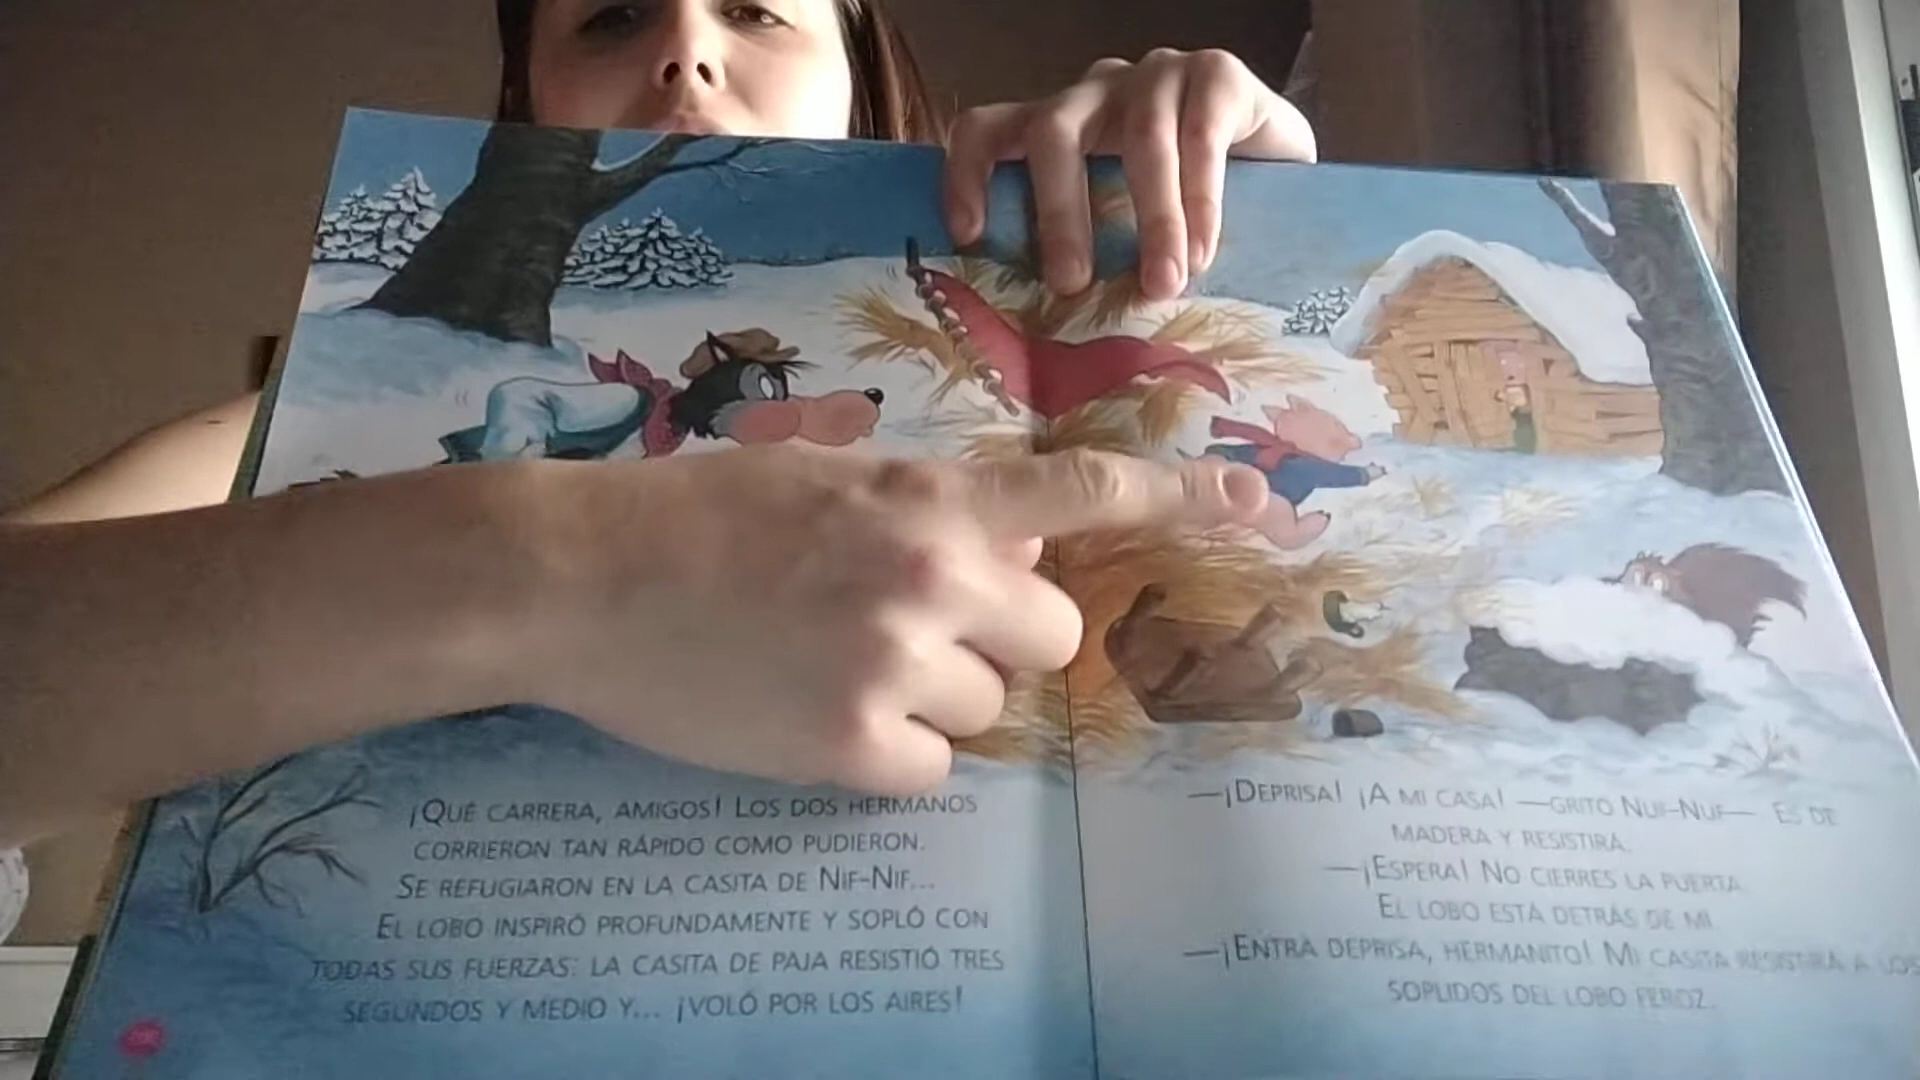 ¡QUÉ CARRERA, AMIGOS! LOS DOS HERMANOS
CORRIERON TAN RÁPIDO COMO PUDIERON.
SE REFUGIARON EN LA CASITA DE NIF-NIF...
EL LOBO INSPIRÓ PROFUNDAMENTE Y SOPLÓ CON
TODAS SUS FUERZAS: LA CASITA DE PAJA RESISTIÓ TRES
SEGUNDOS Y MEDIO Y... ¡VOLÓ POR LOS AIRES!
—¡DEPRISA! ¡A MI CASA! —GRITÓ NUF-NUF— ES DE
MADERA Y RESISTIRÁ.
—¡ESPERA! NO CIERRES LA PUERTA.
EL LOBO ESTÁ DETRÁS DE MÍ.
—¡ENTRA DEPRISA, HERMANITO! MI CASITA RESISTIRÁ A LOS
SOPLIDOS DEL LOBO FEROZ.